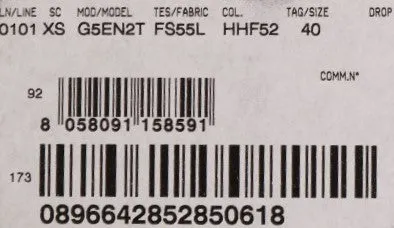 LN/LINE SC MOD/MODEL TES/FABRIC COL. TAG/SIZE DROP
0101 XS G5EN2T FS55L HHF52 40
COMM.N°
92
8 058091 158591
173
0896642852850618